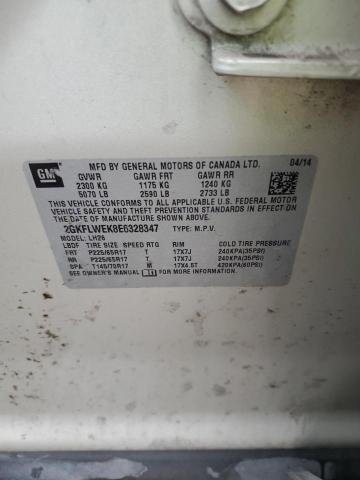 GM MFD BY GENERAL MOTORS OF CANADA LTD. 04/14
GVWR GAWR FRT GAWR RR
2300 KG 1175 KG 1240 KG
5070 LB 2590 LB 2733 LB
THIS VEHICLE CONFORMS TO ALL APPLICABLE U.S. FEDERAL MOTOR
VEHICLE SAFETY AND THEFT PREVENTION STANDARDS
IN EFFECT ON THE DATE OF MANUFACTURE SHOWN ABOVE.
2GKFLWEK8E6328347 TYPE: M.P.V.
MODEL: LH26
TIRE SIZE SPEED RTG RIM COLD TIRE PRESSURE
FRT P225/65R17 T 17X7J 240KPA(35PSI)
RR P225/65R17 T 17X7J 240KPA(35PSI)
SPA T145/70R17 M 17X4.5T 420KPA(60PSI)
SEE OWNER'S MANUAL FOR MORE INFORMATION.